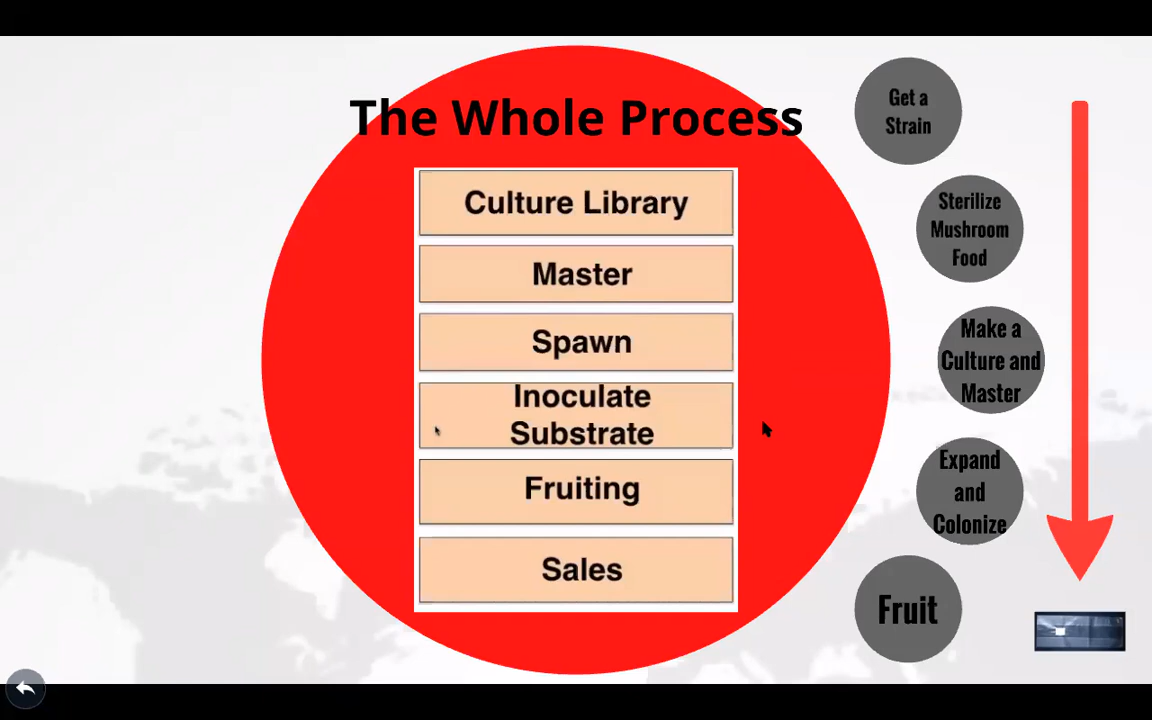 The Whole Process
Culture Library
Master
Spawn
Inoculate
Substrate
Fruiting
Sales
Get a
Strain
Sterilize
Mushroom
Food
Make a
Culture and
Master
Expand
and
Colonize
Fruit